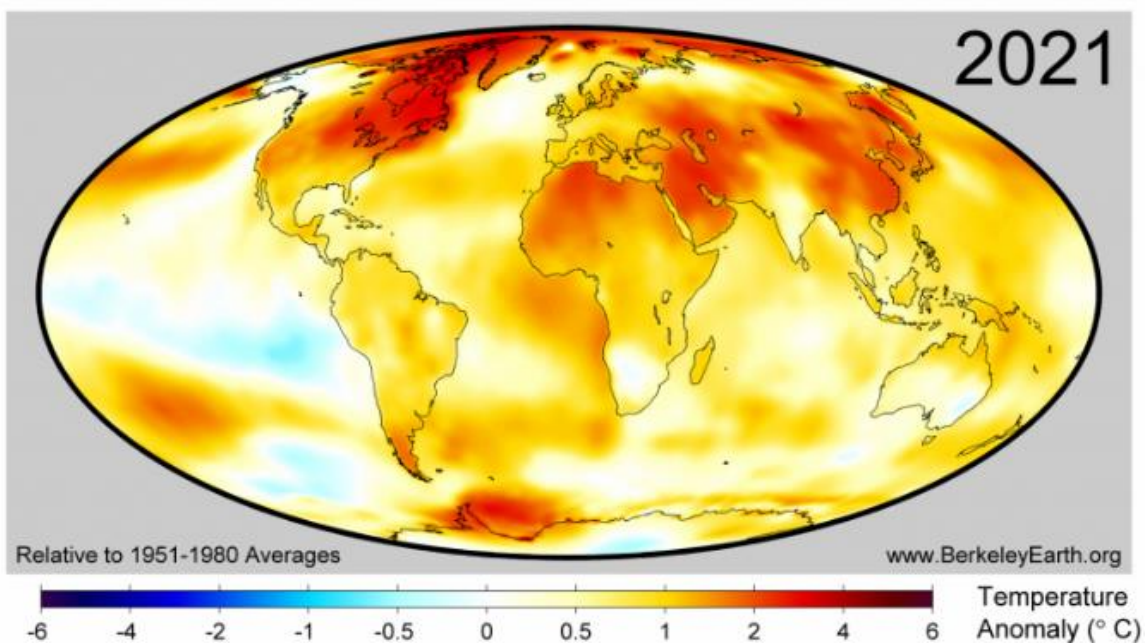 2021
Relative to 1951-1980 Averages
www.BerkeleyEarth.org
-6 -4 -2 -1 -0.5 0 0.5 1 2 4 6
Temperature
Anomaly (° C)